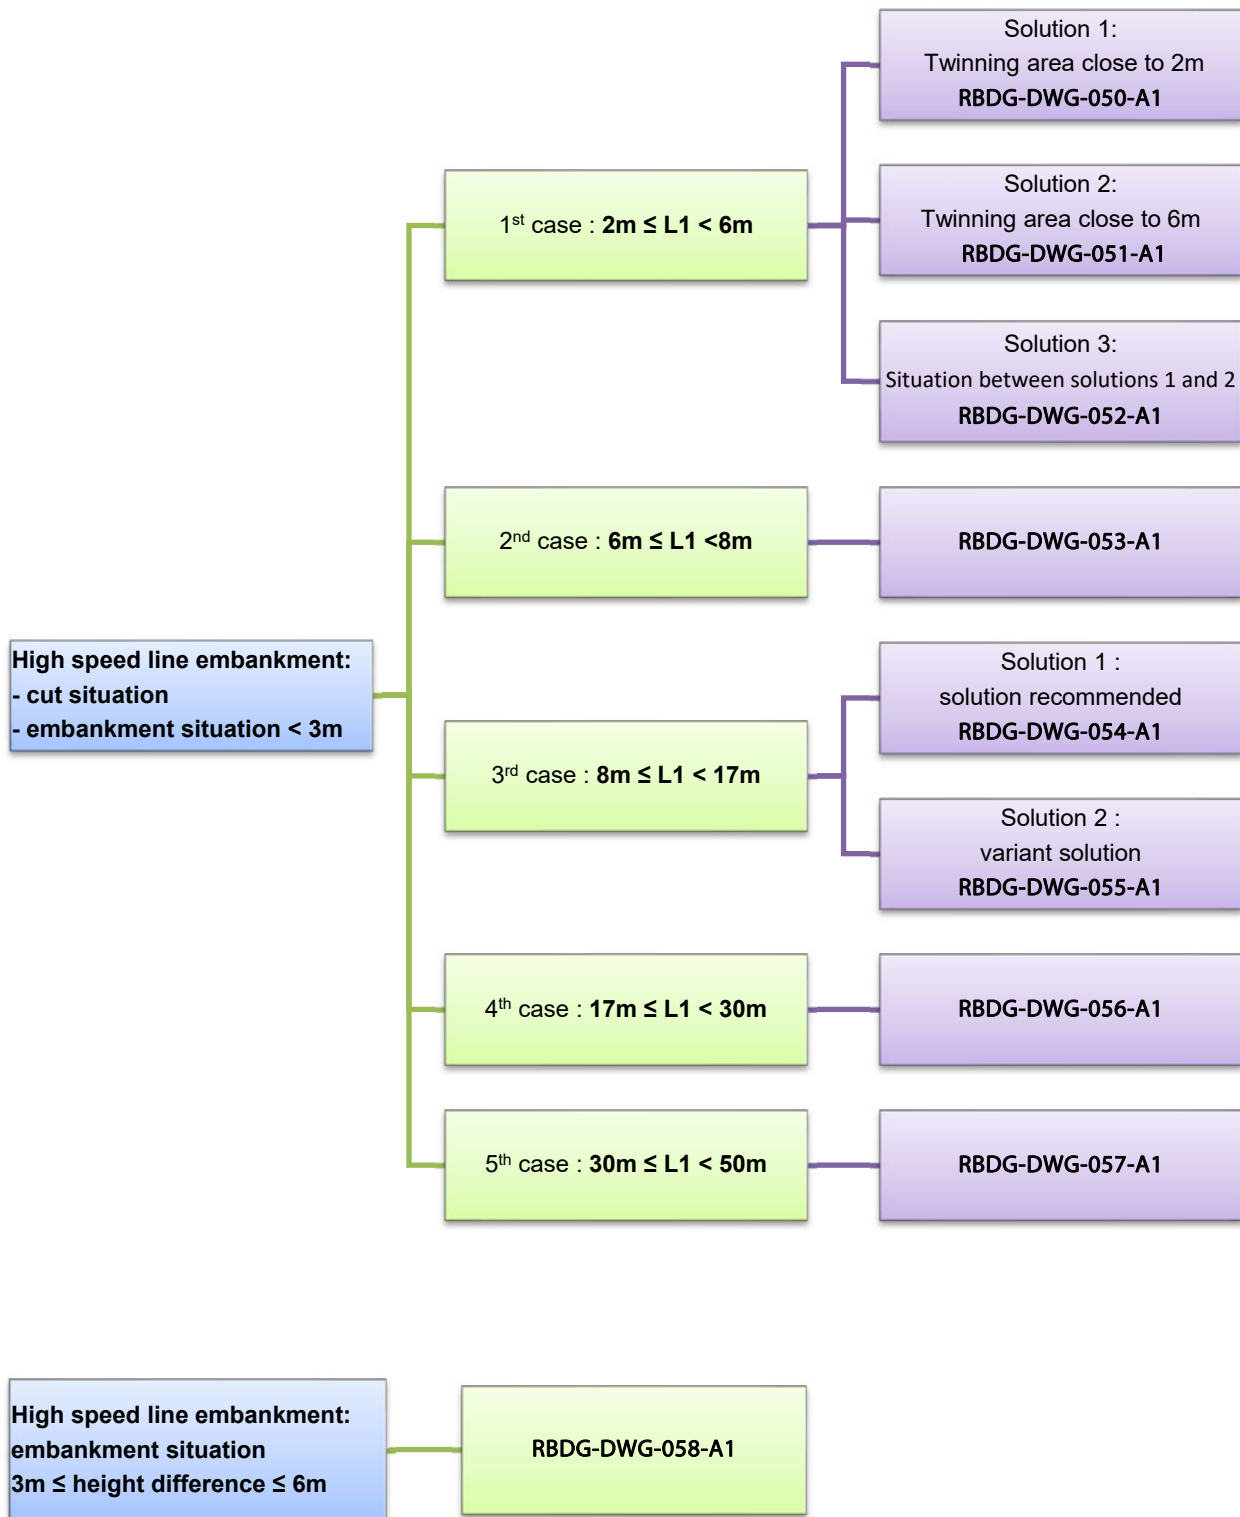 High speed line embankment:
- cut situation
- embankment situation < 3m
1st case : 2m ≤ L1 < 6m
Solution 1:
Twinning area close to 2m
RBDG-DWG-050-A1
Solution 2:
Twinning area close to 6m
RBDG-DWG-051-A1
Solution 3:
Situation between solutions 1 and 2
RBDG-DWG-052-A1
2nd case : 6m ≤ L1 <8m
RBDG-DWG-053-A1
3rd case : 8m ≤ L1 < 17m
Solution 1 :
solution recommended
RBDG-DWG-054-A1
Solution 2 :
variant solution
RBDG-DWG-055-A1
4th case : 17m ≤ L1 < 30m
RBDG-DWG-056-A1
5th case : 30m ≤ L1 < 50m
RBDG-DWG-057-A1
High speed line embankment:
embankment situation
3m ≤ height difference ≤ 6m
RBDG-DWG-058-A1